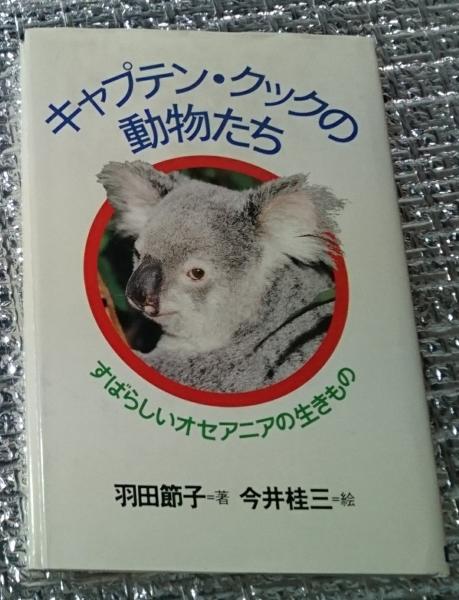 キャプテン・クックの
動物たち
すばらしいオセアニアの生きもの
羽田節子=著 今井桂三=絵